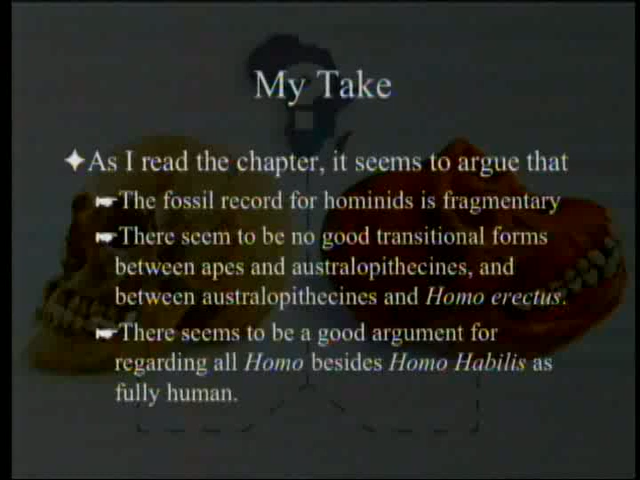 My Take
As I read the chapter, it seems to argue that
The fossil record for hominids is fragmentary
There seem to be no good transitional forms
between apes and australopithecines, and
between australopithecines and Homo erectus.
There seems to be a good argument for
regarding all Homo besides Homo Habilis as
fully human.